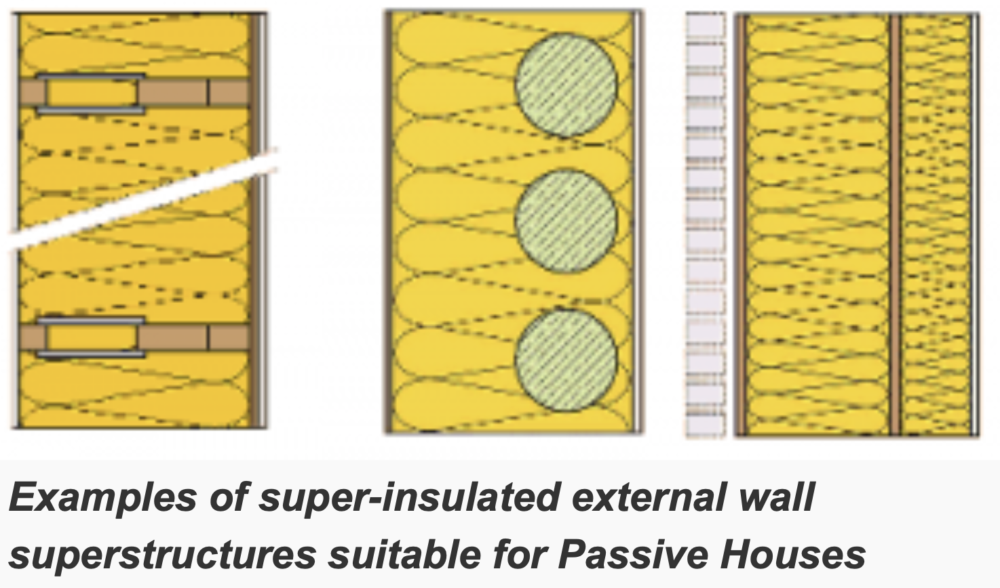 Examples of super-insulated external wall
superstructures suitable for Passive Houses